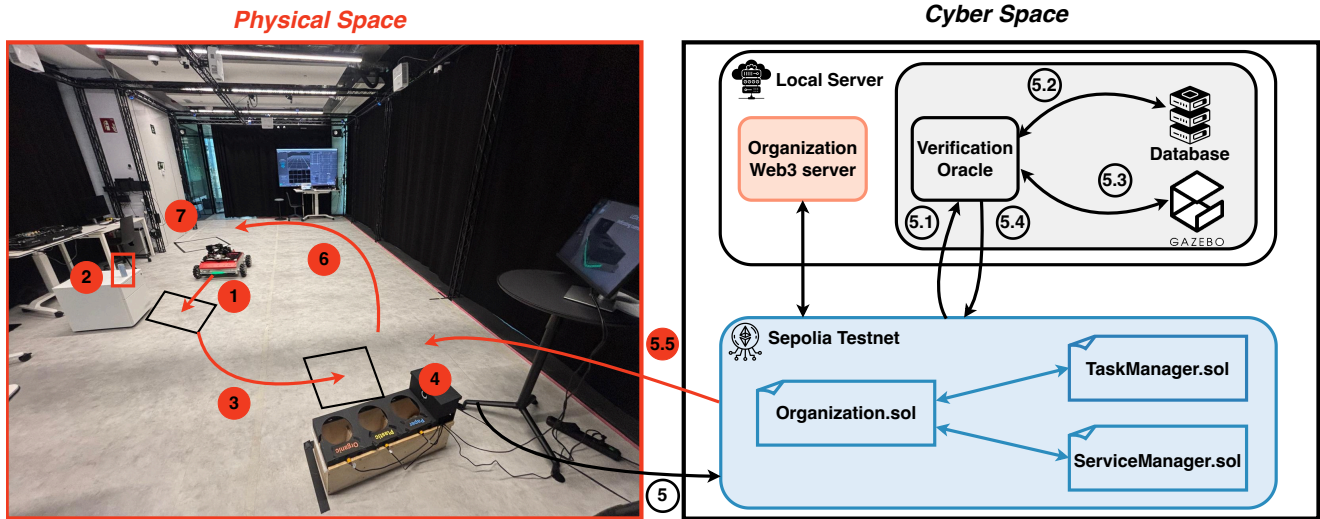 Physical Space
Cyber Space
7
2
1
6
3
4
Organic
Plastic
Paper
5.5
5
Local Server
Organization
Web3 server
Verification
Oracle
5.2
Database
5.3
GAZEBO
5.1
5.4
Sepolia Testnet
Organization.sol
TaskManager.sol
ServiceManager.sol